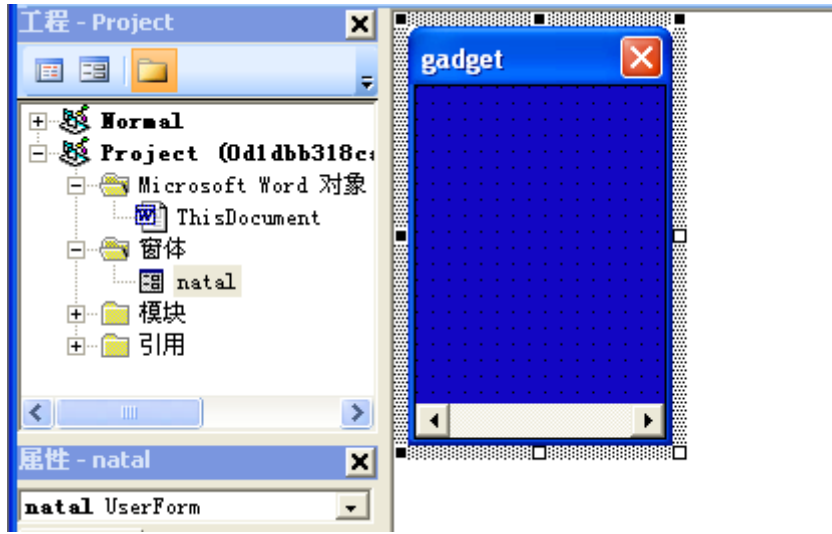 工程 - Project
gadget
Normal
Project (0d1dbb318c
Microsoft Word 对象
ThisDocument
窗体
natal
模块
引用
属性 - natal
natal UserForm